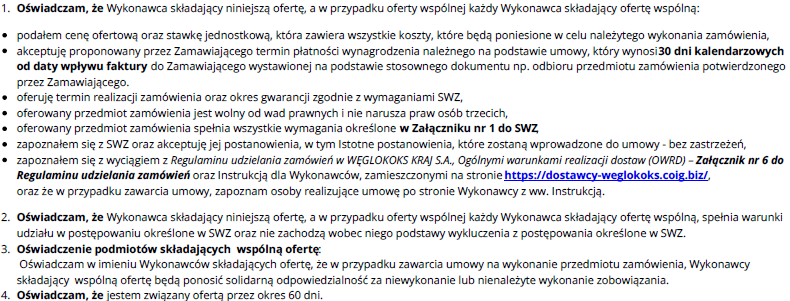 1. Oświadczam, że Wykonawca składający niniejszą ofertę, a w przypadku oferty wspólnej każdy Wykonawca składający ofertę wspólną:
• podałem cenę ofertową oraz stawkę jednostkową, która zawiera wszystkie koszty, które będą poniesione w celu należytego wykonania zamówienia,
• akceptuję proponowany przez Zamawiającego termin płatności wynagrodzenia należnego na podstawie umowy, który wynosi 30 dni kalendarzowych
od daty wpływu faktury do Zamawiającego wystawionej na podstawie stosownego dokumentu np. odbioru przedmiotu zamówienia potwierdzonego
przez Zamawiającego.
• oferuję termin realizacji zamówienia oraz okres gwarancji zgodnie z wymaganiami SWZ,
• oferowany przedmiot zamówienia jest wolny od wad prawnych i nie narusza praw osób trzecich,
• oferowany przedmiot zamówienia spełnia wszystkie wymagania określone w Załączniku nr 1 do SWZ,
• zapoznałem się z SWZ oraz akceptuję jej postanowienia, w tym Istotne postanowienia, które zostaną wprowadzone do umowy - bez zastrzeżeń,
• zapoznałem się z wyciągiem z Regulaminu udzielania zamówień w WĘGLOKOKS KRAJ S.A., Ogólnymi warunkami realizacji dostaw (OWRD) – Załącznik nr 6 do
Regulaminu udzielania zamówień oraz Instrukcją dla Wykonawców, zamieszczonymi na stronie https://dostawcy-weglokoks.coig.biz/,
oraz że w przypadku zawarcia umowy, zapoznam osoby realizujące umowę po stronie Wykonawcy z ww. Instrukcją.
2. Oświadczam, że Wykonawca składający niniejszą ofertę, a w przypadku oferty wspólnej każdy Wykonawca składający ofertę wspólną, spełnia warunki
udziału w postępowaniu określone w SWZ oraz nie zachodzą wobec niego podstawy wykluczenia z postępowania określone w SWZ.
3. Oświadczenie podmiotów składających wspólną ofertę:
Oświadczam w imieniu Wykonawców składających ofertę, że w przypadku zawarcia umowy na wykonanie przedmiotu zamówienia, Wykonawcy
składający wspólną ofertę będą ponosić solidarną odpowiedzialność za niewykonanie lub nienależyte wykonanie zobowiązania.
4. Oświadczam, że jestem związany ofertą przez okres 60 dni.